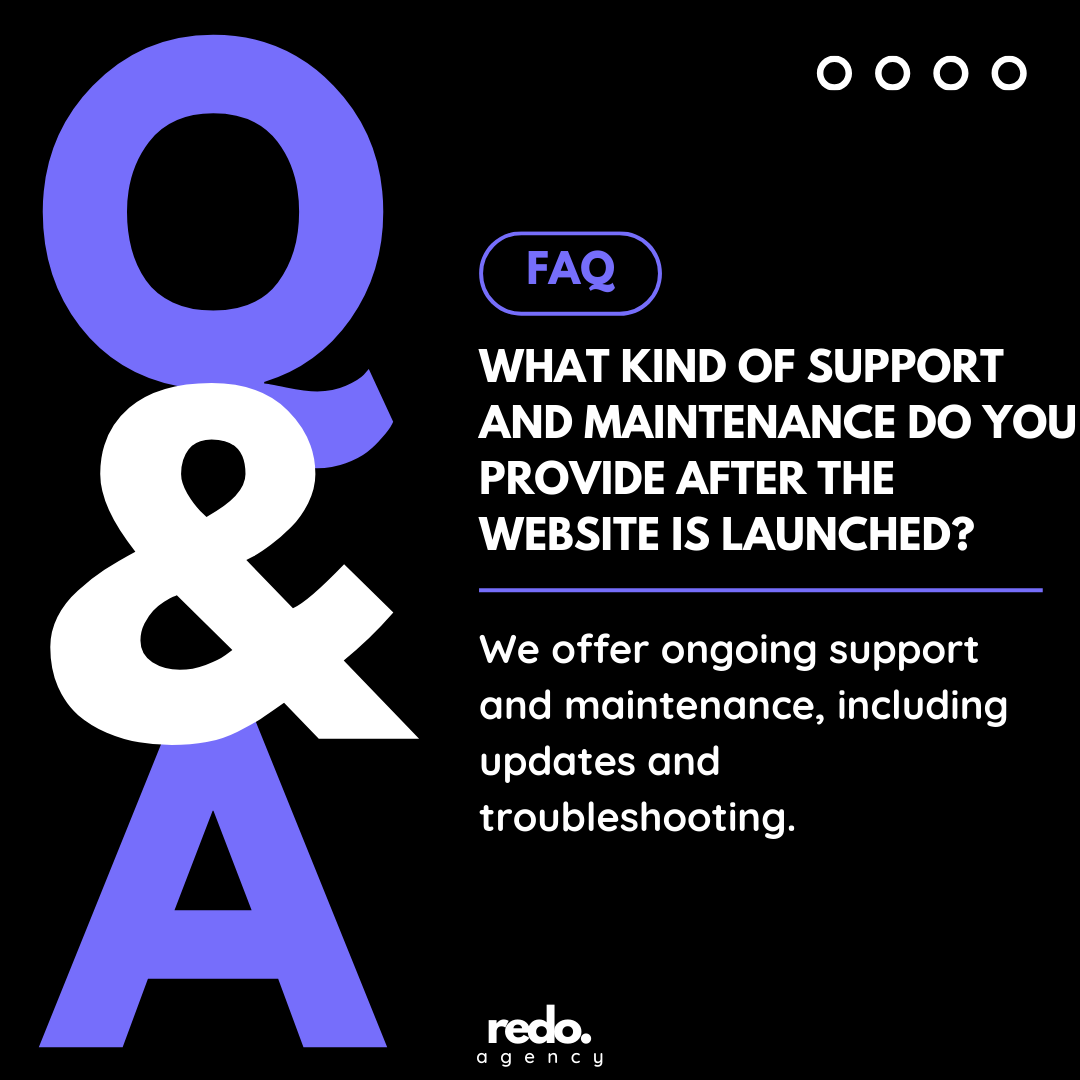 Q
&
A
FAQ
WHAT KIND OF SUPPORT
AND MAINTENANCE DO YOU
PROVIDE AFTER THE
WEBSITE IS LAUNCHED?
We offer ongoing support
and maintenance, including
updates and
troubleshooting.
redo.
agency